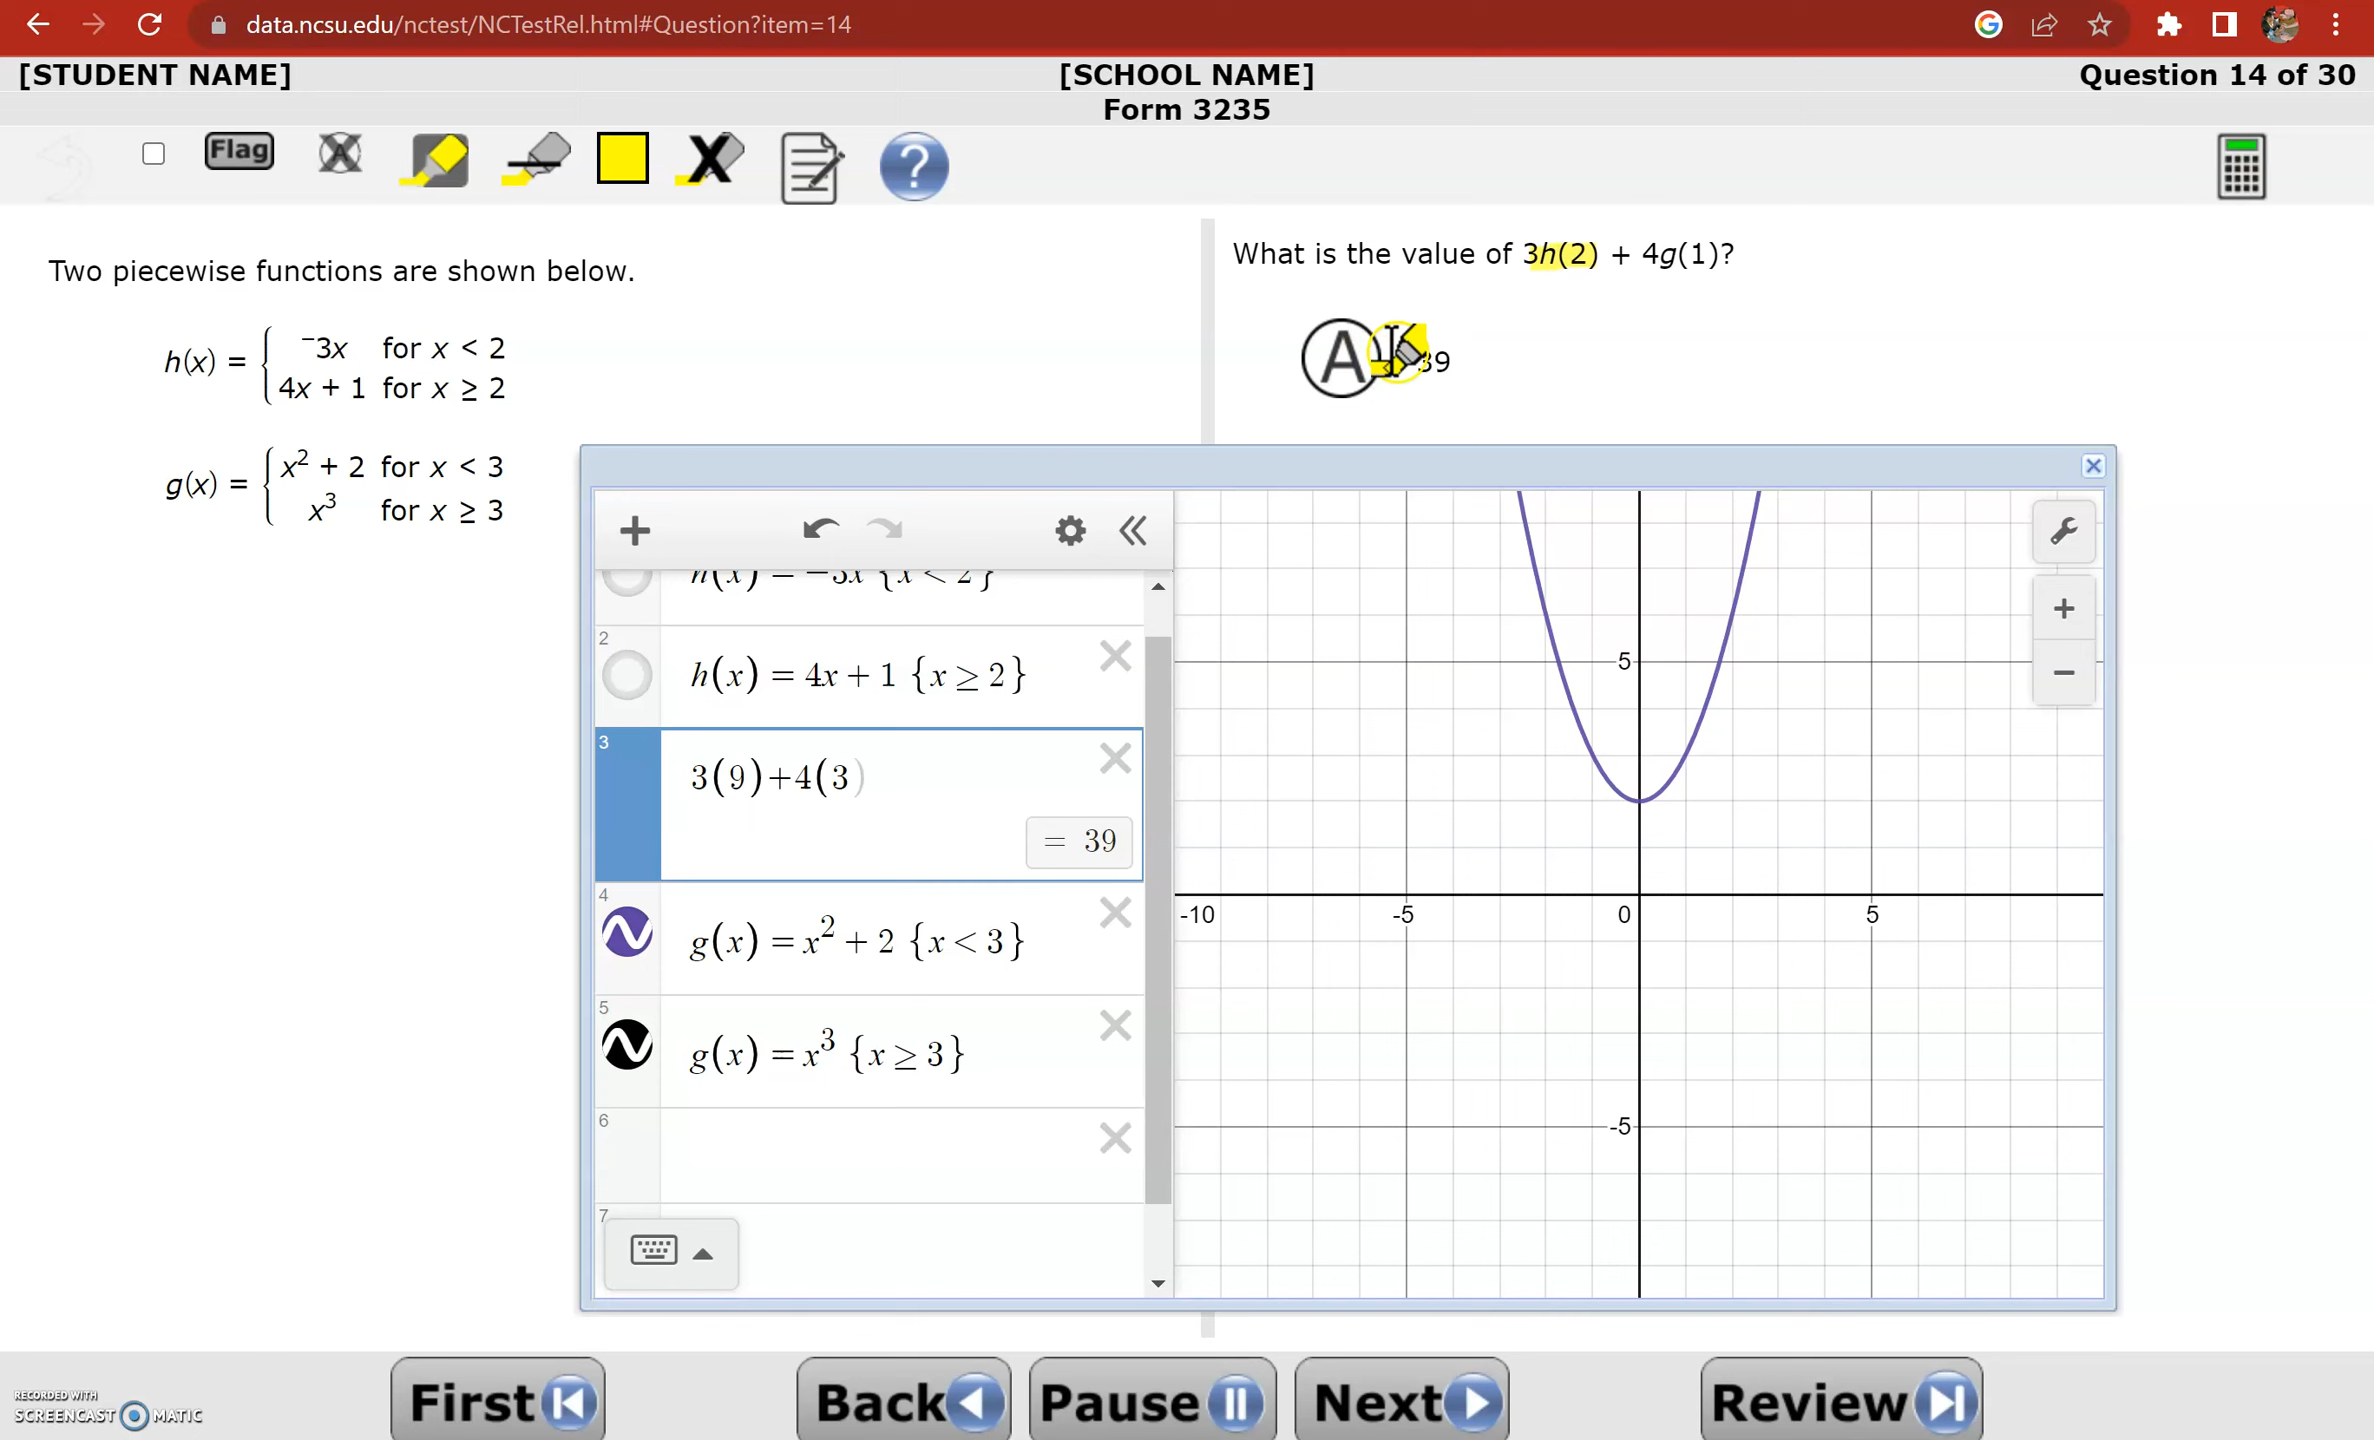 data.ncsu.edu/nctest/NCTestRel.html#Question?item=14
[STUDENT NAME]
[SCHOOL NAME]
Question 14 of 30
Form 3235
Flag
A
X
?
Two piecewise functions are shown below.
h(x) = { ⁻3x for x < 2
4x + 1 for x ≥ 2
g(x) = { x² + 2 for x < 3
x³ for x ≥ 3
What is the value of 3h(2) + 4g(1)?
A 39
h(x) = −3x {x < 2}
2
h(x) = 4x + 1 {x ≥ 2}
3
3(9)+4(3)
= 39
4
g(x) = x² + 2 {x < 3}
5
g(x) = x³ {x ≥ 3}
6
7
5
-10 -5 0 5
-5
First
Back
Pause
Next
Review
RECORDED WITH
SCREENCAST MATIC